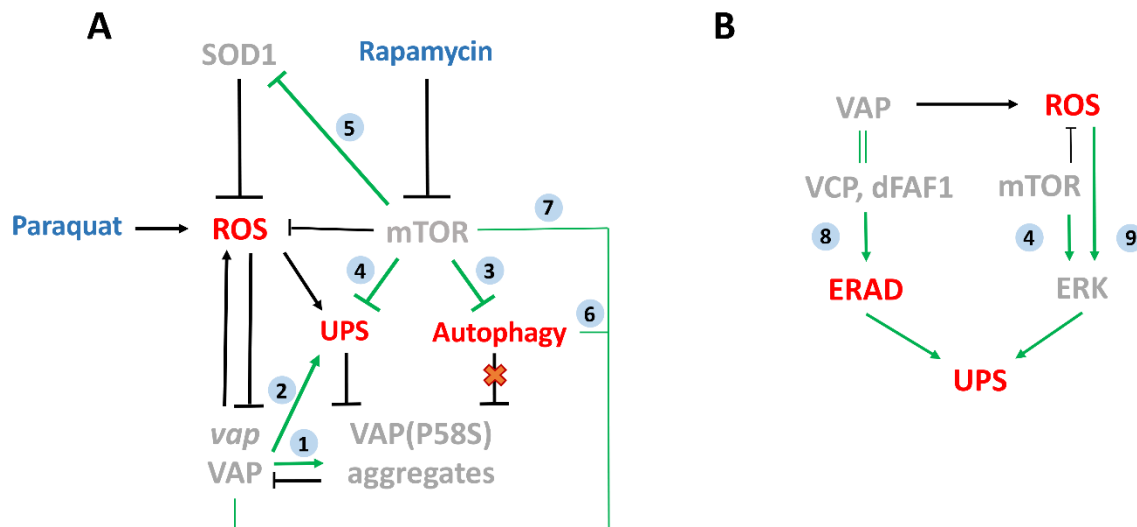 A
B
SOD1
Rapamycin
5
VAP
ROS
VCP, dFAF1
mTOR
Paraquat
ROS
mTOR
7
8
4
9
4
3
ERAD
ERK
UPS
Autophagy
6
2
UPS
vap
VAP(P58S)
1
VAP
aggregates